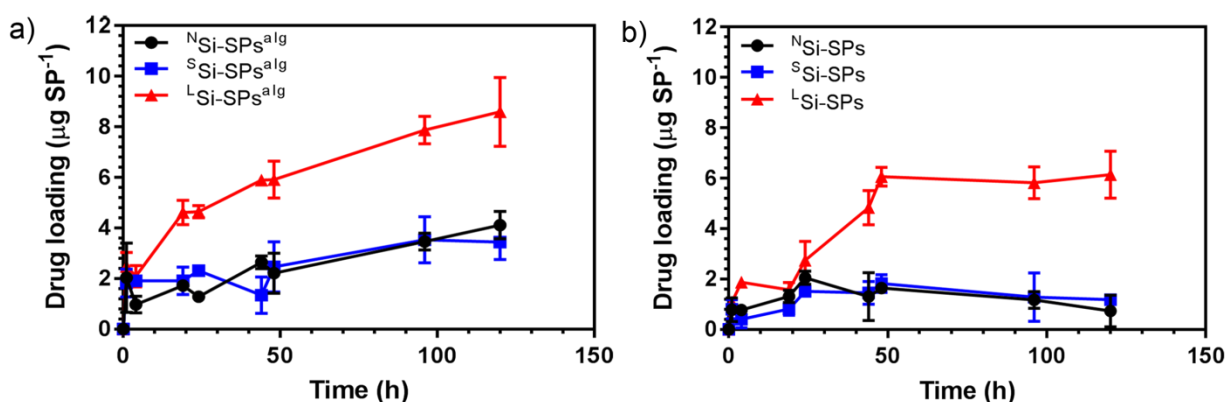 a)
Drug loading (μg SP⁻¹)
12
10
8
6
4
2
0
ᴺSi-SPsᵃˡᵍ
ˢSi-SPsᵃˡᵍ
ᴸSi-SPsᵃˡᵍ
0 50 100 150
Time (h)
b)
Drug loading (μg SP⁻¹)
12
10
8
6
4
2
0
ᴺSi-SPs
ˢSi-SPs
ᴸSi-SPs
0 50 100 150
Time (h)